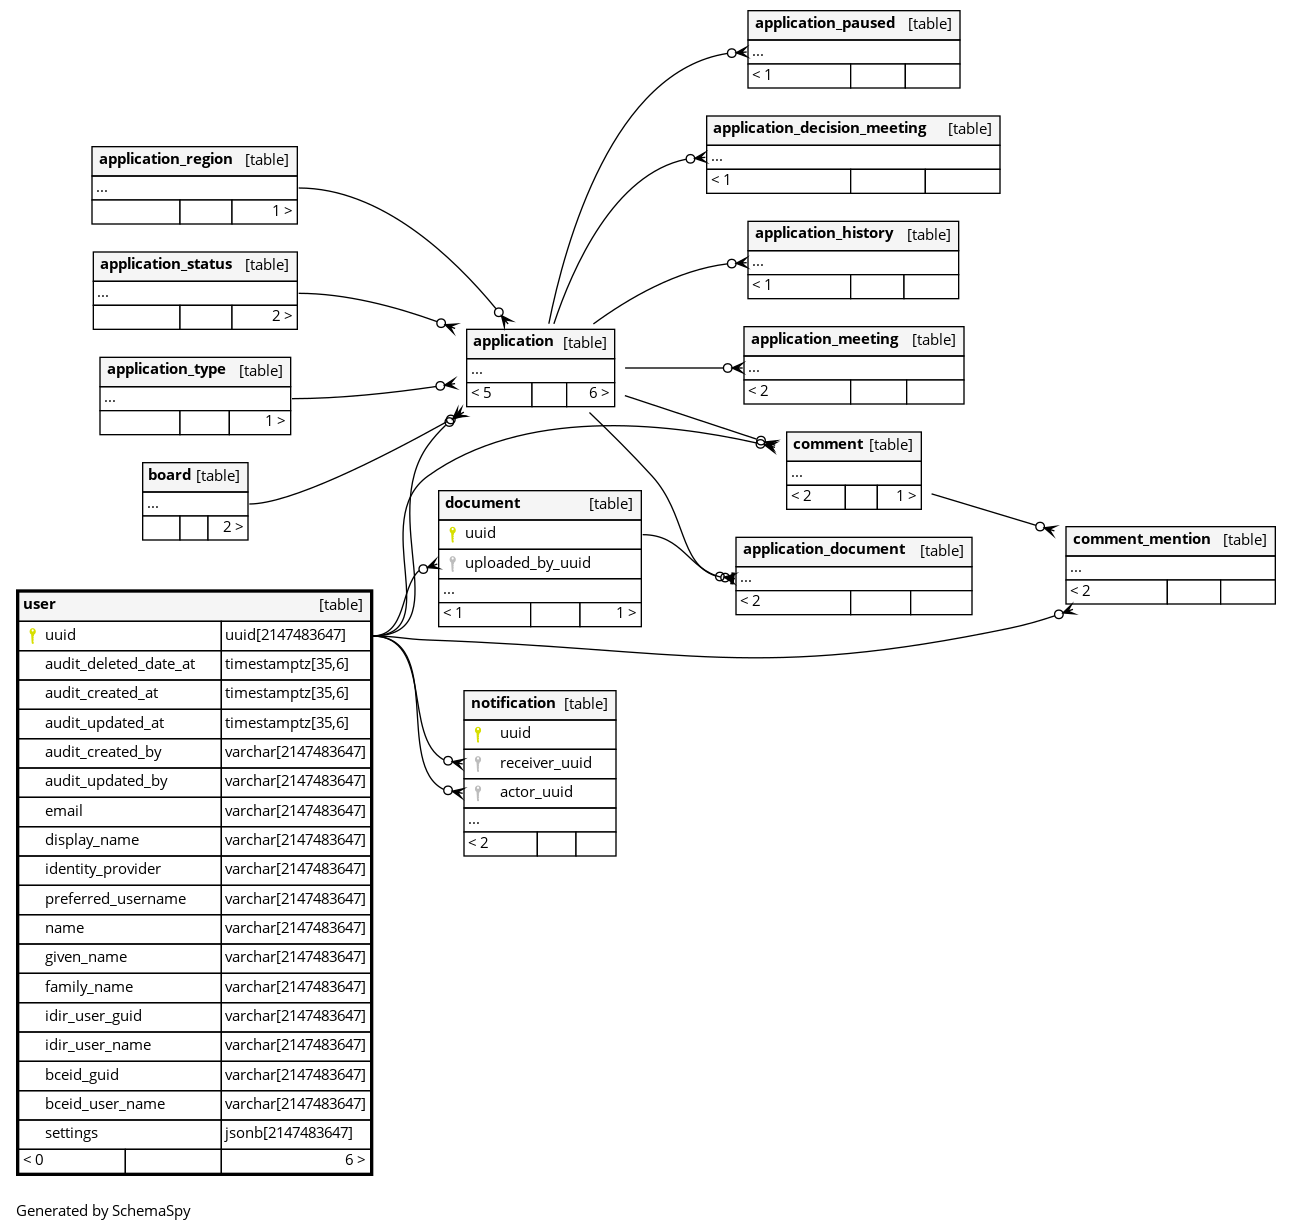 application_paused [table]
...
< 1
application_decision_meeting [table]
...
< 1
application_region [table]
...
1 >
application_history [table]
...
< 1
application_status [table]
...
2 >
application [table]
...
< 5 6 >
application_meeting [table]
...
< 2
application_type [table]
...
1 >
comment [table]
...
< 2 1 >
board [table]
...
2 >
document [table]
uuid
uploaded_by_uuid
...
< 1 1 >
application_document [table]
...
< 2
comment_mention [table]
...
< 2
user [table]
uuid uuid[2147483647]
audit_deleted_date_at timestamptz[35,6]
audit_created_at timestamptz[35,6]
audit_updated_at timestamptz[35,6]
audit_created_by varchar[2147483647]
audit_updated_by varchar[2147483647]
email varchar[2147483647]
display_name varchar[2147483647]
identity_provider varchar[2147483647]
preferred_username varchar[2147483647]
name varchar[2147483647]
given_name varchar[2147483647]
family_name varchar[2147483647]
idir_user_guid varchar[2147483647]
idir_user_name varchar[2147483647]
bceid_guid varchar[2147483647]
bceid_user_name varchar[2147483647]
settings jsonb[2147483647]
< 0 6 >
notification [table]
uuid
receiver_uuid
actor_uuid
...
< 2
Generated by SchemaSpy